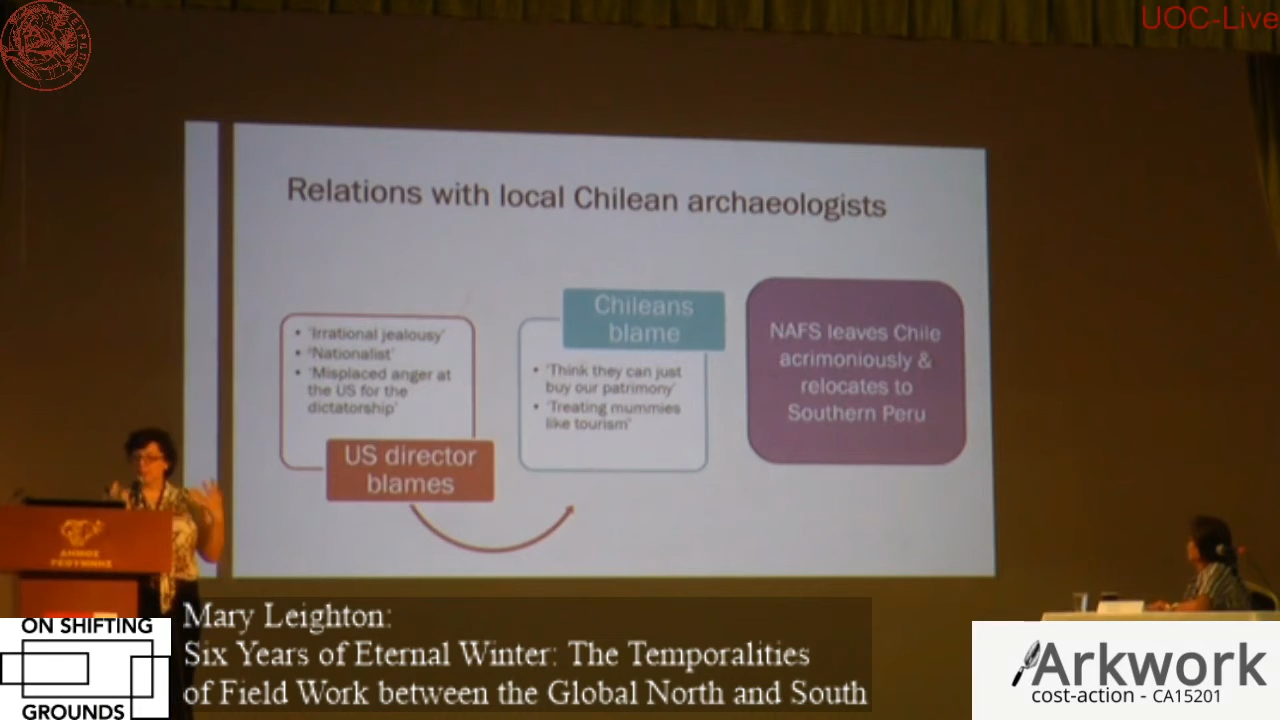 UOC-Live
Relations with local Chilean archaeologists
• 'Irrational jealousy'
• 'Nationalist'
• 'Misplaced anger at
the US for the
dictatorship'
US director
blames
Chileans
blame
• 'Think they can just
buy our patrimony'
• 'Treating mummies
like tourism'
NAFS leaves Chile
acrimoniously &
relocates to
Southern Peru
ΔΗΜΟΣ
ΡΕΘΥΜΝΗΣ
ON SHIFTING
GROUNDS
Mary Leighton:
Six Years of Eternal Winter: The Temporalities
of Field Work between the Global North and South
Arkwork
cost-action - CA15201